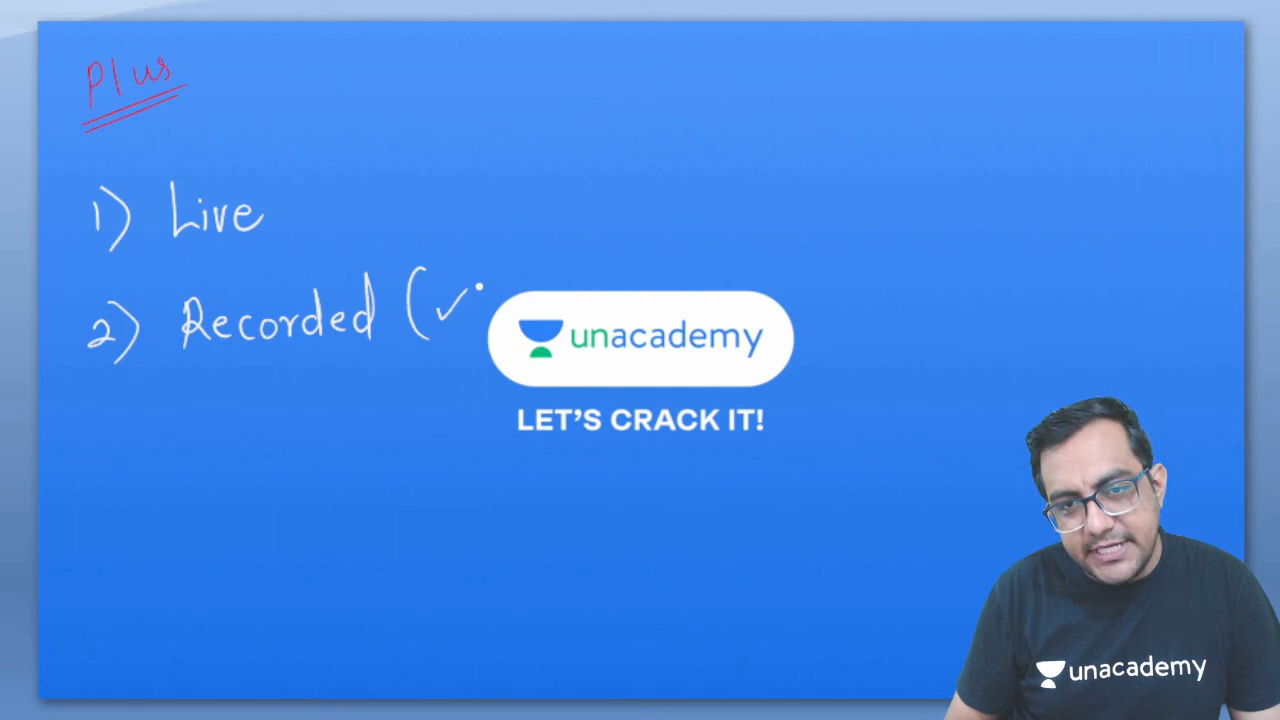 Plus
1) Live
2) Recorded (✓
unacademy
LET'S CRACK IT!
unacademy